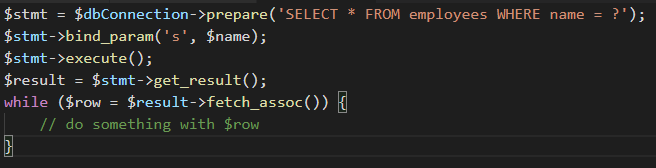 $stmt = $dbConnection->prepare('SELECT * FROM employees WHERE name = ?');
$stmt->bind_param('s', $name);
$stmt->execute();
$result = $stmt->get_result();
while ($row = $result->fetch_assoc()) {
    // do something with $row
}